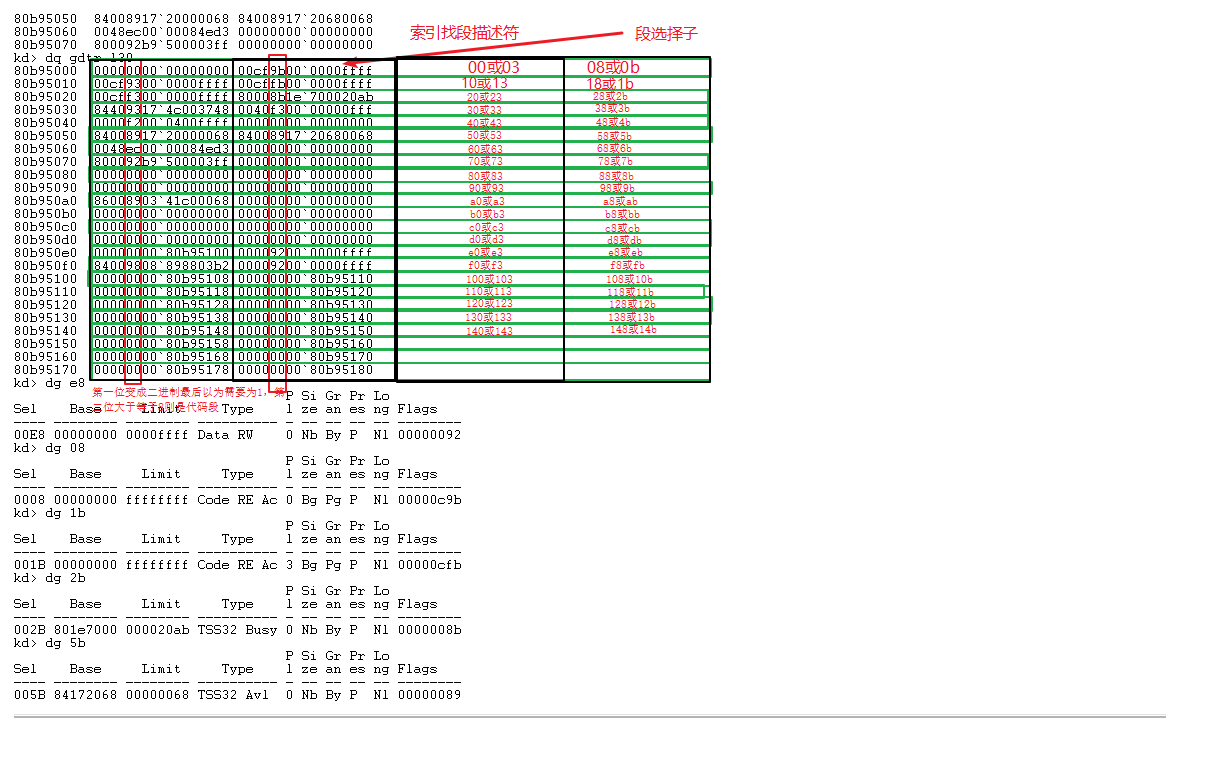 80b95050  84008917`20000068 84008917`20680068
80b95060  0048ec00`00084ed3 00000000`00000000
80b95070  800092b9`500003ff 00000000`00000000
索引找段描述符 段选择子
kd> dq gdtr l30
80b95000  00000000`00000000 00cf9b00`0000ffff 00或03 08或0b
80b95010  00cf9300`0000ffff 00cffb00`0000ffff 10或13 18或1b
80b95020  00cff300`0000ffff 80008b1e`700020ab 20或23 28或2b
80b95030  84409317`4c003748 0040f300`00000fff 30或33 38或3b
80b95040  0000f200`0400ffff 00000000`00000000 40或43 48或4b
80b95050  84008917`20000068 84008917`20680068 50或53 58或5b
80b95060  0048ec00`00084ed3 00000000`00000000 60或63 68或6b
80b95070  800092b9`500003ff 00000000`00000000 70或73 78或7b
80b95080  00000000`00000000 00000000`00000000 80或83 88或8b
80b95090  00000000`00000000 00000000`00000000 90或93 98或9b
80b950a0  86008903`41c00068 00000000`00000000 a0或a3 a8或ab
80b950b0  00000000`00000000 00000000`00000000 b0或b3 b8或bb
80b950c0  00000000`00000000 00000000`00000000 c0或c3 c8或cb
80b950d0  00000000`00000000 00000000`00000000 d0或d3 d8或db
80b950e0  00000000`80b95100 00009200`0000ffff e0或e3 e8或eb
80b950f0  84009808`898803b2 00009200`0000ffff f0或f3 f8或fb
80b95100  00000000`80b95108 00000000`80b95110 100或103 108或10b
80b95110  00000000`80b95118 00000000`80b95120 110或113 118或11b
80b95120  00000000`80b95128 00000000`80b95130 120或123 128或12b
80b95130  00000000`80b95138 00000000`80b95140 130或133 138或13b
80b95140  00000000`80b95148 00000000`80b95150 140或143 148或14b
80b95150  00000000`80b95158 00000000`80b95160
80b95160  00000000`80b95168 00000000`80b95170
80b95170  00000000`80b95178 00000000`80b95180
kd> dg e8
第一位变成二进制最后以为需要为1，第
二位大于等于8则是代码段
P Si Gr Pr Lo
Sel    Base     Limit     Type    l ze an es ng Flags
---- -------- -------- ---------- - -- -- -- -- --------
00E8 00000000 0000ffff Data RW    0 Nb By P  Nl 00000092
kd> dg 08
P Si Gr Pr Lo
Sel    Base     Limit     Type    l ze an es ng Flags
---- -------- -------- ---------- - -- -- -- -- --------
0008 00000000 ffffffff Code RE Ac 0 Bg Pg P  Nl 00000c9b
kd> dg 1b
P Si Gr Pr Lo
Sel    Base     Limit     Type    l ze an es ng Flags
---- -------- -------- ---------- - -- -- -- -- --------
001B 00000000 ffffffff Code RE Ac 3 Bg Pg P  Nl 00000cfb
kd> dg 2b
P Si Gr Pr Lo
Sel    Base     Limit     Type    l ze an es ng Flags
---- -------- -------- ---------- - -- -- -- -- --------
002B 801e7000 000020ab TSS32 Busy 0 Nb By P  Nl 0000008b
kd> dg 5b
P Si Gr Pr Lo
Sel    Base     Limit     Type    l ze an es ng Flags
---- -------- -------- ---------- - -- -- -- -- --------
005B 84172068 00000068 TSS32 Avl  0 Nb By P  Nl 00000089